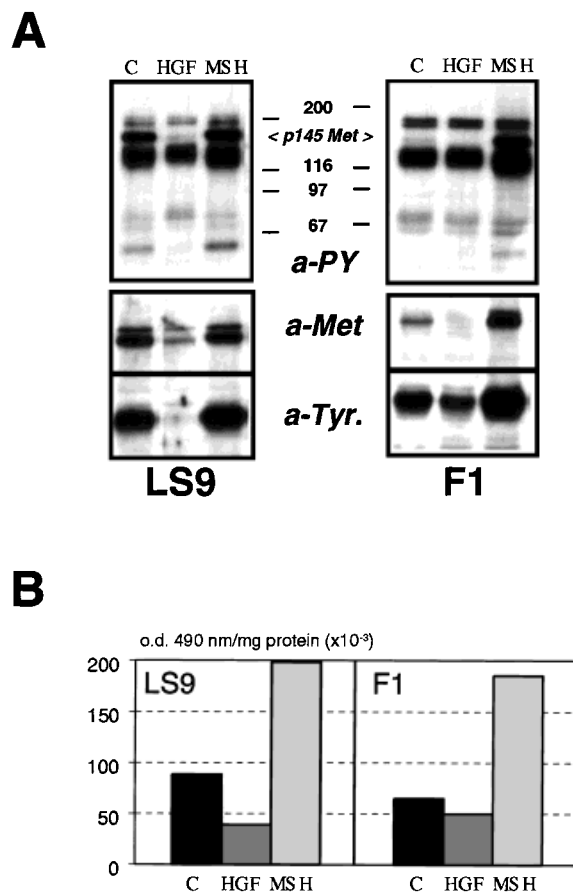 A
C HGF MSH C HGF MSH
200
< p145 Met >
116
97
67
a-PY
a-Met
a-Tyr.
LS9 F1
B
o.d. 490 nm/mg protein (x10-³)
200
LS9 F1
150
100
50
0
C HGF MSH C HGF MSH